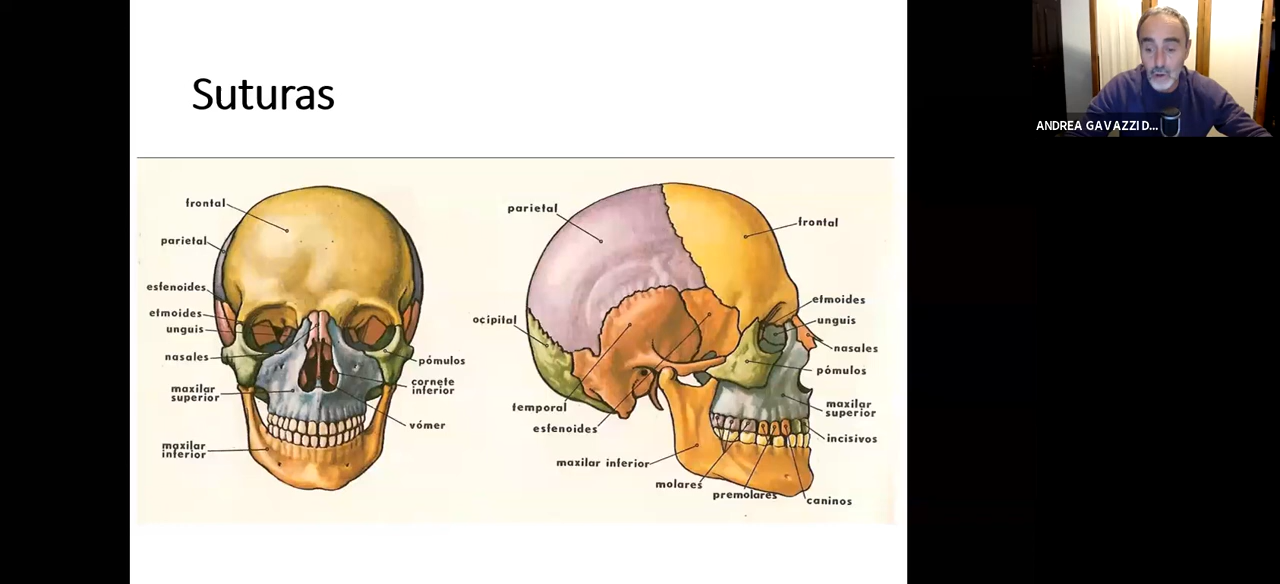 Suturas
ANDREA GAVAZZI D...
frontal
parietal
esfenoides
etmoides
unguis
nasales
maxilar
superior
maxilar
inferior
pómulos
cornete
inferior
vómer
parietal
ocipital
temporal
esfenoides
maxilar inferior
molares
premolares
caninos
frontal
etmoides
unguis
nasales
pómulos
maxilar
superior
incisivos